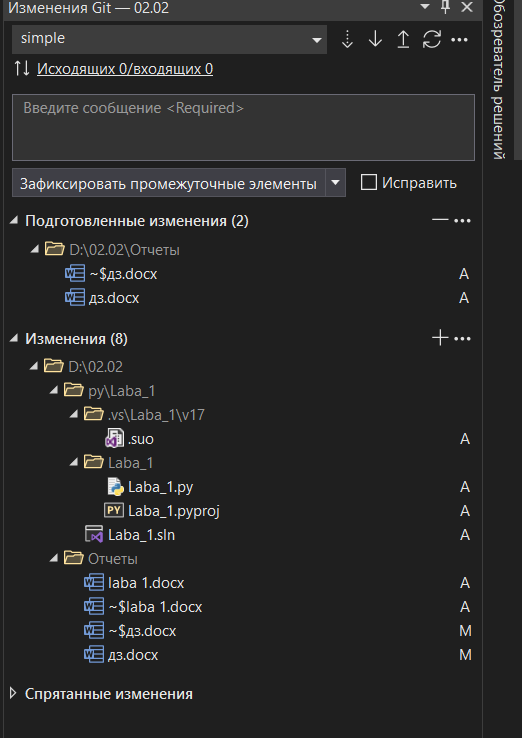 Изменения Git — 02.02
simple
Исходящих 0/входящих 0
Введите сообщение <Required>
Зафиксировать промежуточные элементы
Исправить
Подготовленные изменения (2)
D:\02.02\Отчеты
~$дз.docx A
дз.docx A
Изменения (8)
D:\02.02
py\Laba_1
.vs\Laba_1\v17
.suo A
Laba_1
Laba_1.py A
PY Laba_1.pyproj A
Laba_1.sln A
Отчеты
laba 1.docx A
~$laba 1.docx A
~$дз.docx M
дз.docx M
Спрятанные изменения
Обозреватель решений